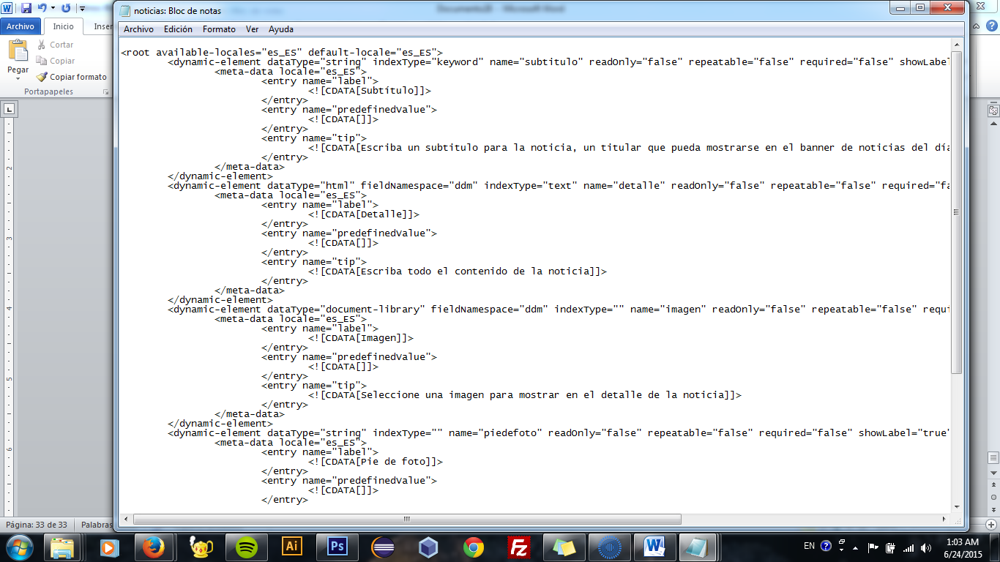 noticias: Bloc de notas
Archivo Edición Formato Ver Ayuda
Archivo Inicio Inser
Pegar
Cortar
Copiar
Copiar formato
Portapapeles
<root available-locales="es_ES" default-locale="es_ES">
<dynamic-element dataType="string" indexType="keyword" name="subtitulo" readOnly="false" repeatable="false" required="false" showLabel
<meta-data locale="es_ES">
<entry name="label">
<![CDATA[Subtítulo]]>
</entry>
<entry name="predefinedValue">
<![CDATA[]]>
</entry>
<entry name="tip">
<![CDATA[Escriba un subtitulo para la noticia, un titular que pueda mostrarse en el banner de noticias del día
</entry>
</meta-data>
</dynamic-element>
<dynamic-element dataType="html" fieldNamespace="ddm" indexType="text" name="detalle" readOnly="false" repeatable="false" required="fa
<meta-data locale="es_ES">
<entry name="label">
<![CDATA[Detalle]]>
</entry>
<entry name="predefinedValue">
<![CDATA[]]>
</entry>
<entry name="tip">
<![CDATA[Escriba todo el contenido de la noticia]]>
</entry>
</meta-data>
</dynamic-element>
<dynamic-element dataType="document-library" fieldNamespace="ddm" indexType="" name="imagen" readOnly="false" repeatable="false" requi
<meta-data locale="es_ES">
<entry name="label">
<![CDATA[Imagen]]>
</entry>
<entry name="predefinedValue">
<![CDATA[]]>
</entry>
<entry name="tip">
<![CDATA[Seleccione una imagen para mostrar en el detalle de la noticia]]>
</entry>
</meta-data>
</dynamic-element>
<dynamic-element dataType="string" indexType="" name="piedefoto" readOnly="false" repeatable="false" required="false" showLabel="true"
<meta-data locale="es_ES">
<entry name="label">
<![CDATA[Pie de foto]]>
</entry>
<entry name="predefinedValue">
<![CDATA[]]>
</entry>
Página: 33 de 33 Palabras
EN
1:03 AM
6/24/2015